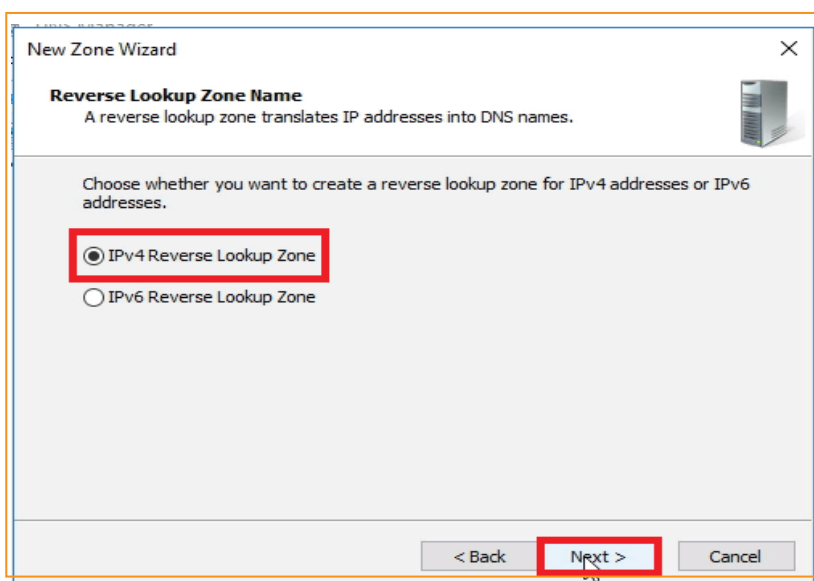 DNS Manager
New Zone Wizard
Reverse Lookup Zone Name
A reverse lookup zone translates IP addresses into DNS names.
Choose whether you want to create a reverse lookup zone for IPv4 addresses or IPv6
addresses.
IPv4 Reverse Lookup Zone
IPv6 Reverse Lookup Zone
< Back Next > Cancel